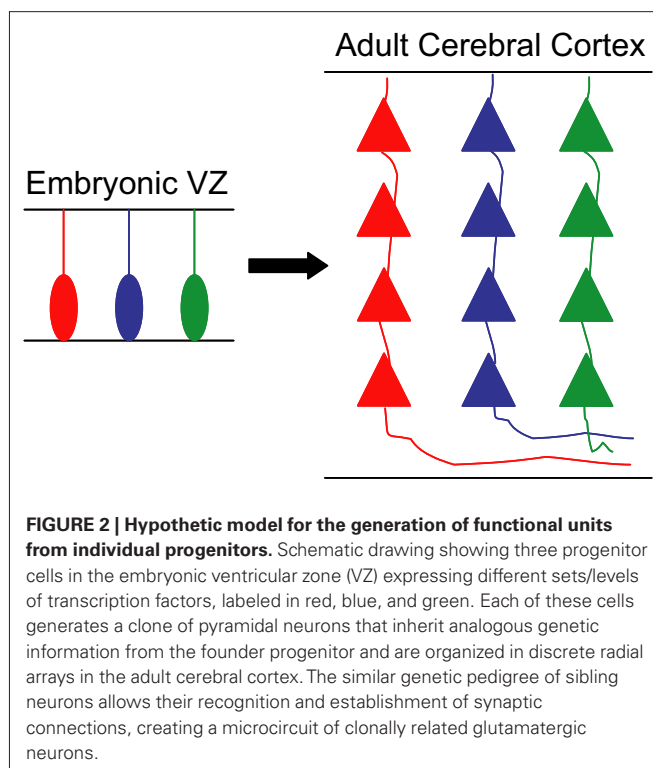 Adult Cerebral Cortex
Embryonic VZ
FIGURE 2 | Hypothetic model for the generation of functional units
from individual progenitors. Schematic drawing showing three progenitor
cells in the embryonic ventricular zone (VZ) expressing different sets/levels
of transcription factors, labeled in red, blue, and green. Each of these cells
generates a clone of pyramidal neurons that inherit analogous genetic
information from the founder progenitor and are organized in discrete radial
arrays in the adult cerebral cortex. The similar genetic pedigree of sibling
neurons allows their recognition and establishment of synaptic
connections, creating a microcircuit of clonally related glutamatergic
neurons.